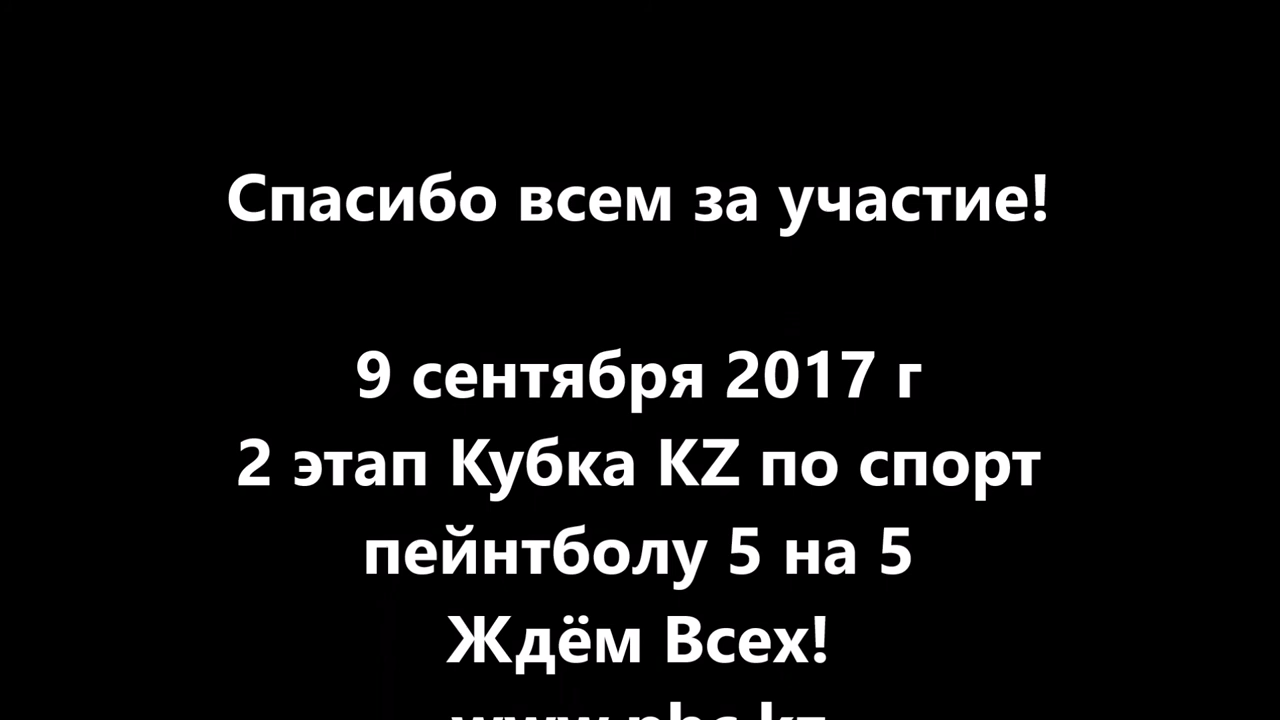 Спасибо всем за участие!
9 сентября 2017 г
2 этап Кубка KZ по спорт
пейнтболу 5 на 5
Ждём Всех!